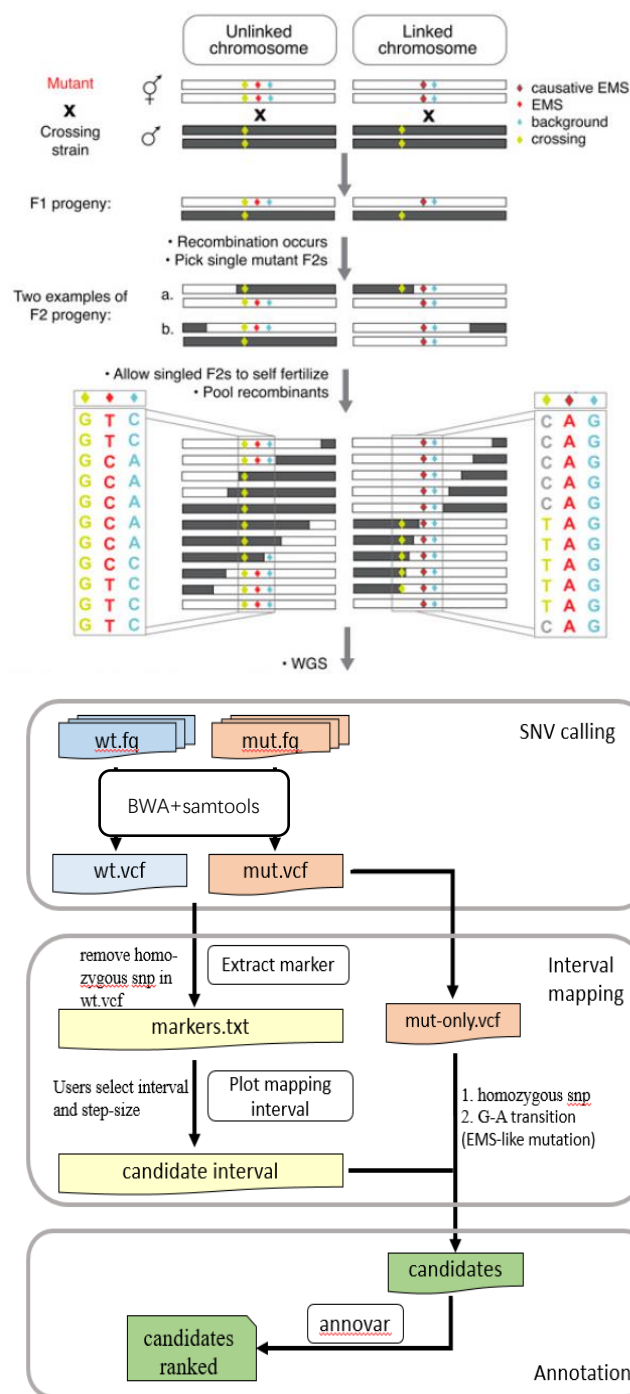 Unlinked
chromosome
Linked
chromosome
Mutant
X
Crossing
strain
x
x
causative EMS
EMS
background
crossing
F1 progeny:
• Recombination occurs
• Pick single mutant F2s
Two examples of
F2 progeny:
a.
b.
• Allow singled F2s to self fertilize
• Pool recombinants
G T C
G T C
G C A
G C A
G C A
G C A
G C A
G C C
G T C
G T C
G T C
C A G
C A G
C A G
C A G
C A G
T A G
T A G
T A G
T A G
T A G
C A G
• WGS
SNV calling
wt.fq
mut.fq
BWA+samtools
wt.vcf
mut.vcf
remove homo-
zygous snp in
wt.vcf
Extract marker
Interval
mapping
markers.txt
mut-only.vcf
Users select interval
and step-size
Plot mapping
interval
1. homozygous snp
2. G-A transition
(EMS-like mutation)
candidate interval
candidates
annovar
candidates
ranked
Annotation